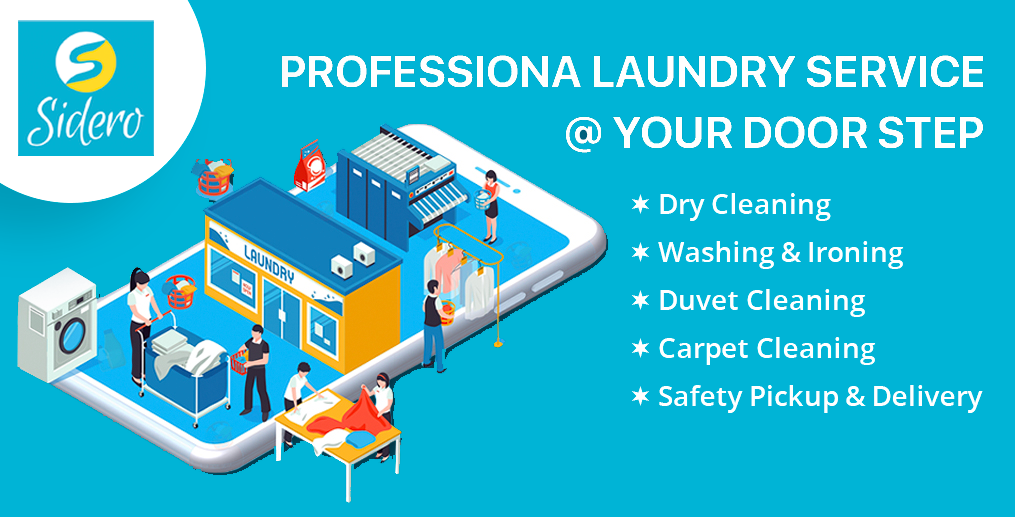 Sidero
PROFESSIONA LAUNDRY SERVICE
@ YOUR DOOR STEP
✶ Dry Cleaning
✶ Washing & Ironing
✶ Duvet Cleaning
✶ Carpet Cleaning
✶ Safety Pickup & Delivery
LAUNDRY